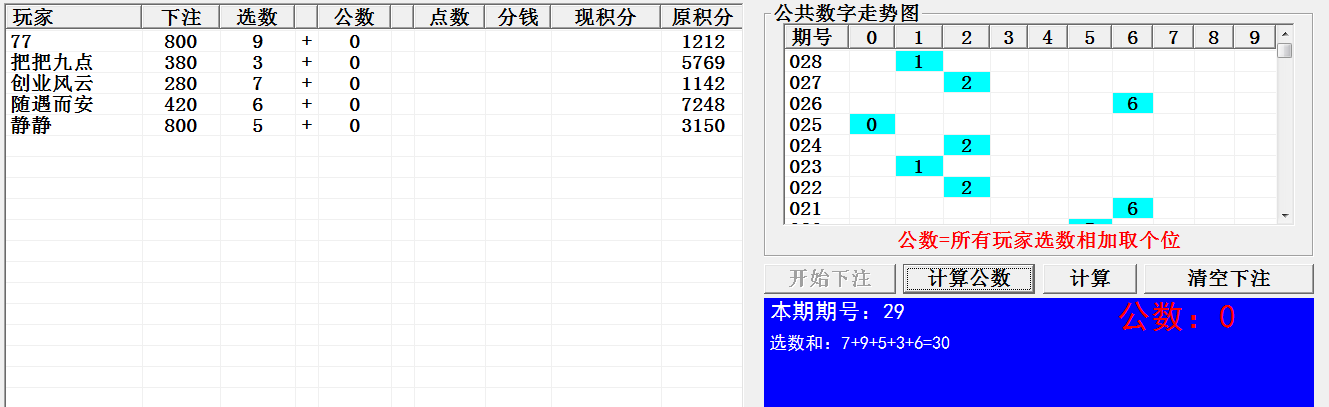 玩家 下注 选数 公数 点数 分钱 现积分 原积分
77 800 9 + 0 1212
把把九点 380 3 + 0 5769
创业风云 280 7 + 0 1142
随遇而安 420 6 + 0 7248
静静 800 5 + 0 3150
公共数字走势图
期号 0 1 2 3 4 5 6 7 8 9
028 1
027 2
026 6
025 0
024 2
023 1
022 2
021 6
公数=所有玩家选数相加取个位
开始下注 计算公数 计算 清空下注
本期期号：29 公数：0
选数和：7+9+5+3+6=30